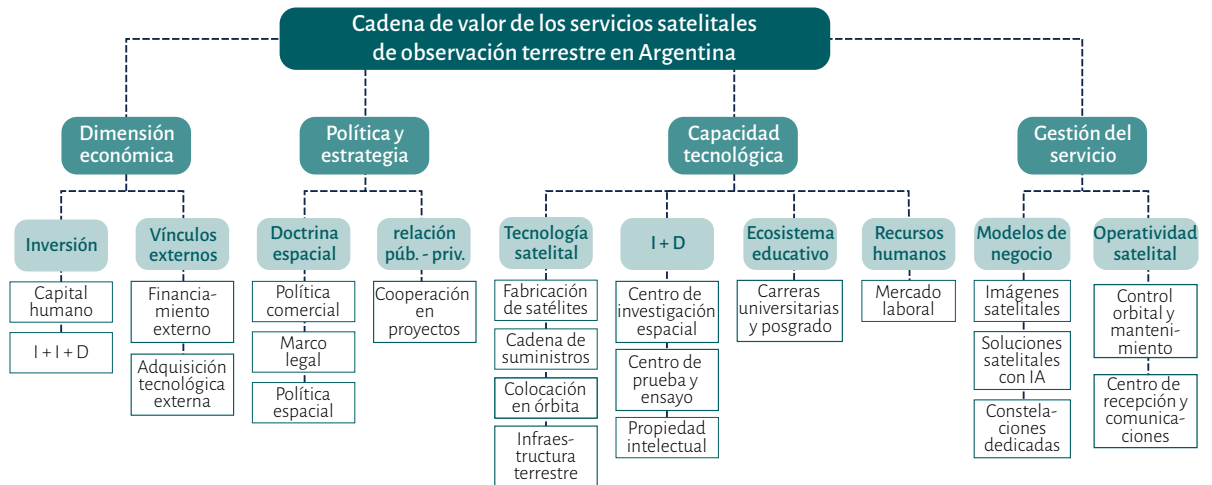 Cadena de valor de los servicios satelitales
de observación terrestre en Argentina
Dimensión
económica
Política y
estrategia
Capacidad
tecnológica
Gestión del
servicio
Inversión
Vínculos
externos
Doctrina
espacial
relación
púb. - priv.
Tecnología
satelital
I + D
Ecosistema
educativo
Recursos
humanos
Modelos de
negocio
Operatividad
satelital
Capital
humano
I + I + D
Financia-
miento
externo
Adquisición
tecnológica
externa
Política
comercial
Marco
legal
Política
espacial
Cooperación
en
proyectos
Fabricación
de satélites
Cadena de
suministros
Colocación
en órbita
Infraes-
tructura
terrestre
Centro de
investigación
espacial
Centro de
prueba y
ensayo
Propiedad
intelectual
Carreras
universitarias
y posgrado
Mercado
laboral
Imágenes
satelitales
Soluciones
satelitales
con IA
Constela-
ciones
dedicadas
Control
orbital y
manteni-
miento
Centro de
recepción y
comunica-
ciones